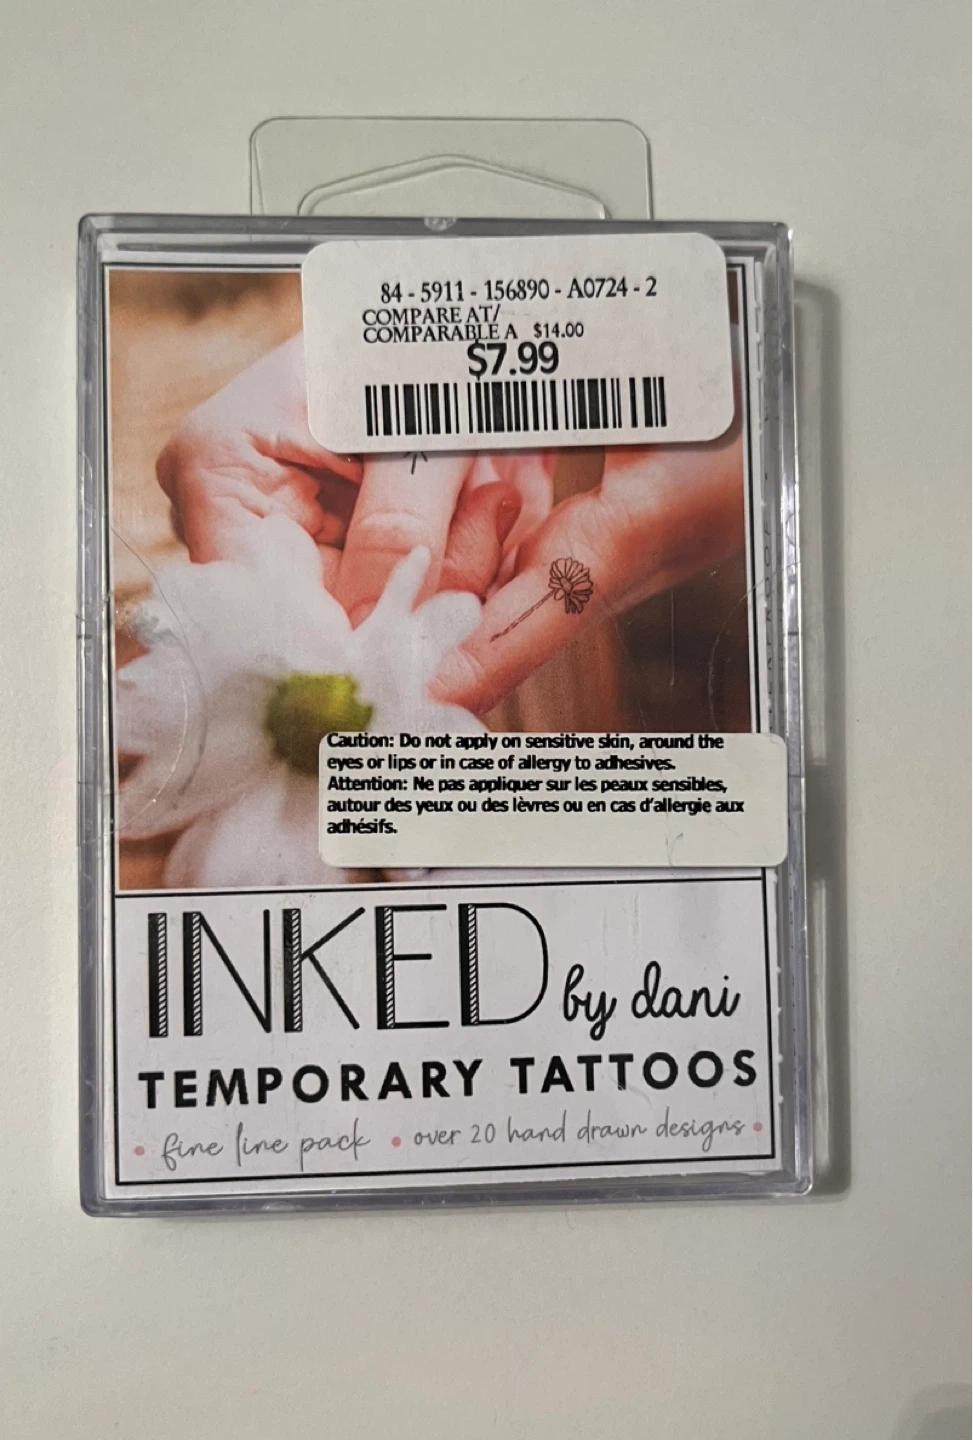 84 - 5911 - 156890 - A0724 - 2
COMPARE AT/
COMPARABLE A $14.00
$7.99
Caution: Do not apply on sensitive skin, around the
eyes or lips or in case of allergy to adhesives.
Attention: Ne pas appliquer sur les peaux sensibles,
autour des yeux ou des lèvres ou en cas d'allergie aux
adhésifs.
INKED by dani
TEMPORARY TATTOOS
• fine line pack • over 20 hand drawn designs •